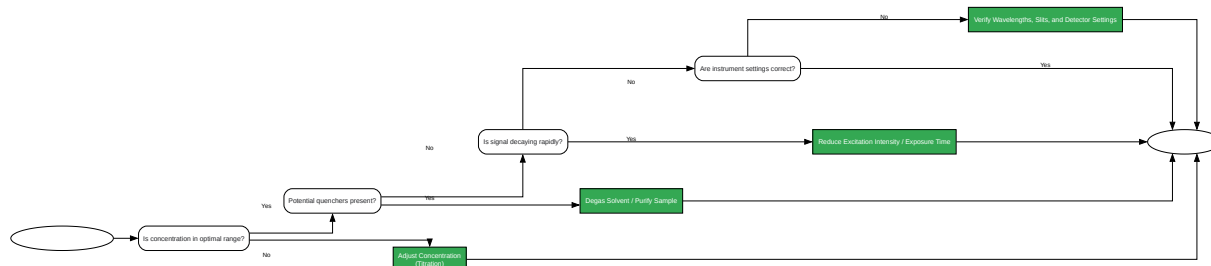 No
Verify Wavelengths, Slits, and Detector Settings
Are instrument settings correct?
Yes
No
Is signal decaying rapidly?
Yes
Reduce Excitation Intensity / Exposure Time
No
Potential quenchers present?
Yes
Degas Solvent / Purify Sample
Yes
Is concentration in optimal range?
No
Adjust Concentration
(Titration)